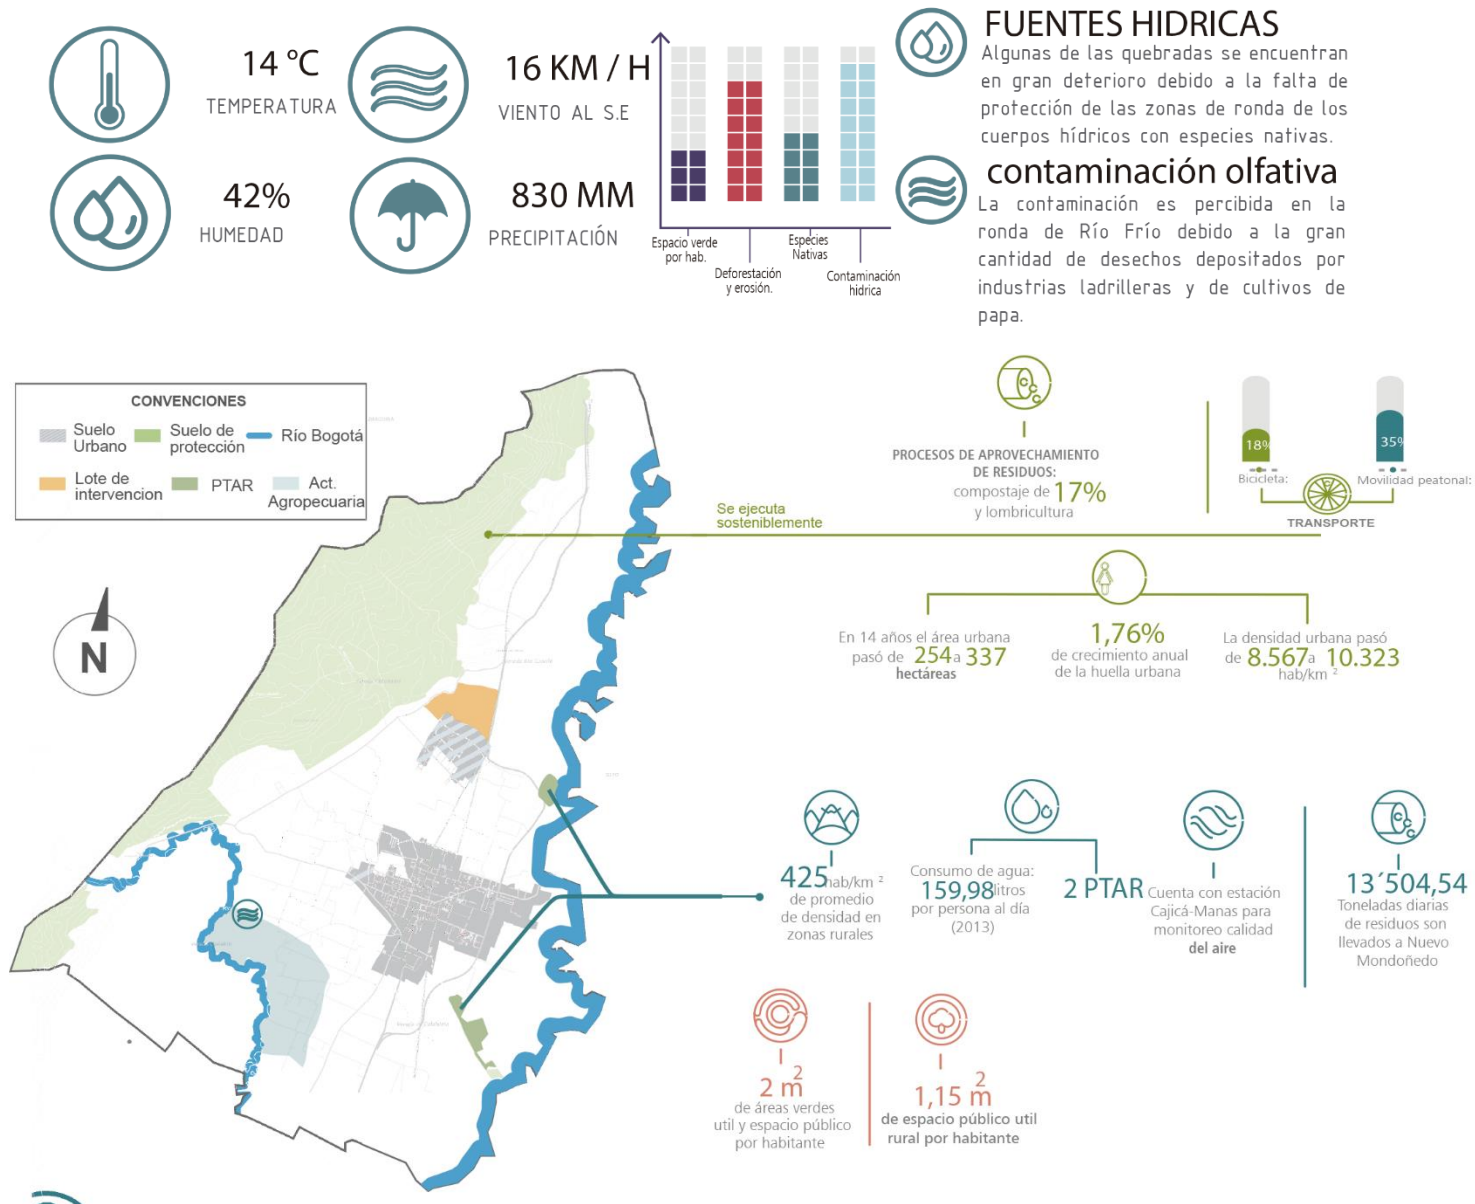 14 °C
TEMPERATURA
16 KM / H
VIENTO AL S.E
42%
HUMEDAD
830 MM
PRECIPITACIÓN
Espacio verde
por hab.
Deforestación
y erosión.
Especies
Nativas
Contaminación
hidrica
FUENTES HIDRICAS
Algunas de las quebradas se encuentran
en gran deterioro debido a la falta de
protección de las zonas de ronda de los
cuerpos hídricos con especies nativas.
contaminación olfativa
La contaminación es percibida en la
ronda de Río Frío debido a la gran
cantidad de desechos depositados por
industrias ladrilleras y de cultivos de
papa.
CONVENCIONES
Suelo
Urbano
Suelo de
protección
Río Bogotá
Lote de
intervencion
PTAR
Act.
Agropecuaria
N
Se ejecuta
sosteniblemente
PROCESOS DE APROVECHAMIENTO
DE RESIDUOS:
compostaje de 17%
y lombricultura
18%
Bicicleta:
35%
Movilidad peatonal:
TRANSPORTE
En 14 años el área urbana
pasó de 254 a 337
hectáreas
1,76%
de crecimiento anual
de la huella urbana
La densidad urbana pasó
de 8.567 a 10.323
hab/km 2
425 hab/km 2
de promedio
de densidad en
zonas rurales
Consumo de agua:
159,98 litros
por persona al día
(2013)
2 PTAR
Cuenta con estación
Cajicá-Manas para
monitoreo calidad
del aire
13´504,54
Toneladas diarias
de residuos son
llevados a Nuevo
Mondoñedo
2 m 2
de áreas verdes
util y espacio público
por habitante
1,15 m 2
de espacio público util
rural por habitante